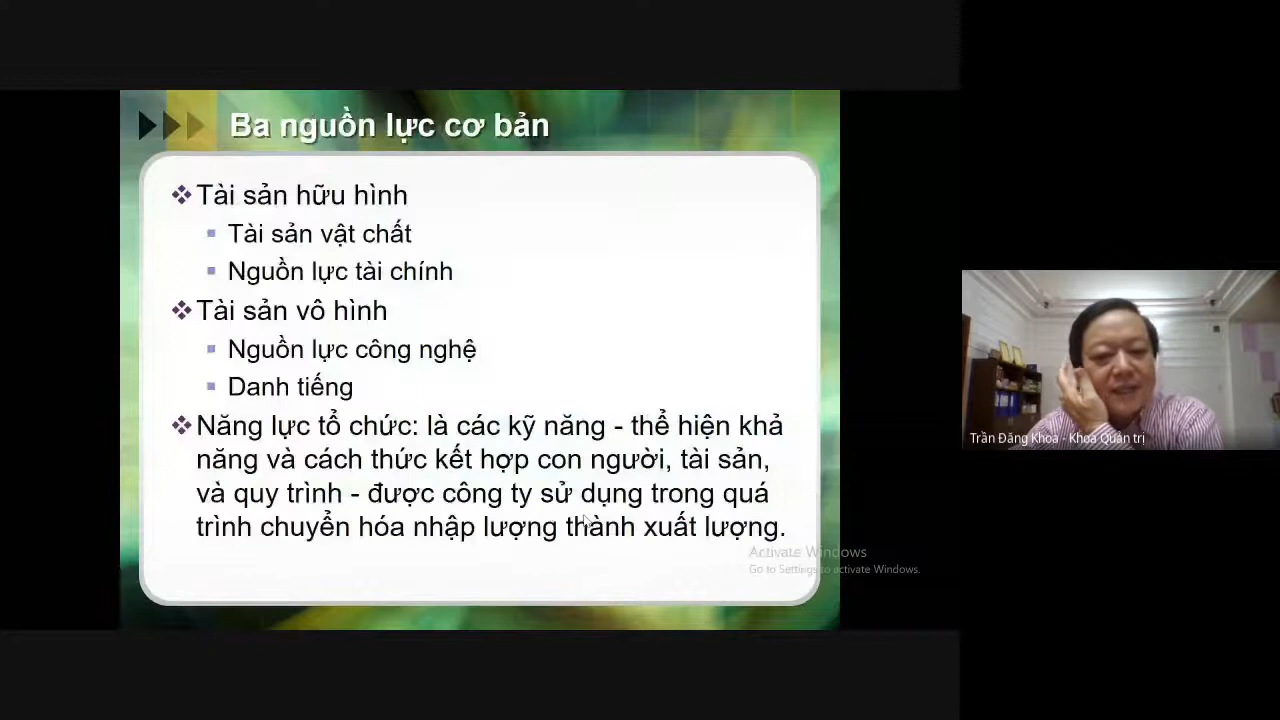 Ba nguồn lực cơ bản
Tài sản hữu hình
Tài sản vật chất
Nguồn lực tài chính
Tài sản vô hình
Nguồn lực công nghệ
Danh tiếng
Năng lực tổ chức: là các kỹ năng - thể hiện khả
năng và cách thức kết hợp con người, tài sản,
và quy trình - được công ty sử dụng trong quá
trình chuyển hóa nhập lượng thành xuất lượng.
Trần Đăng Khoa - Khoa Quản trị
Activate Windows
Go to Settings to activate Windows.